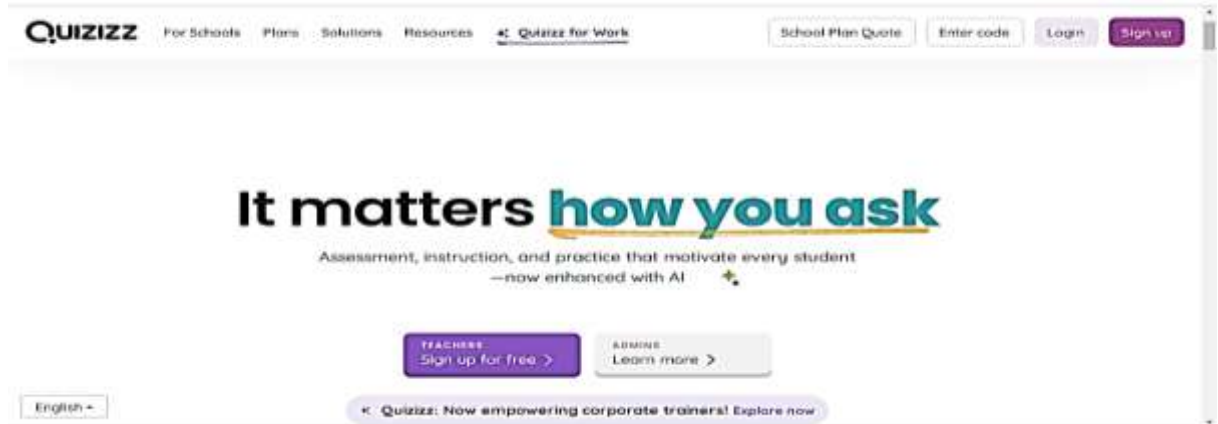 QUIZIZZ For Schools Plans Solutions Resources Quizizz for Work School Plan Quote Enter code Login Sign up
It matters how you ask
Assessment, instruction, and practice that motivate every student
—now enhanced with AI
TEACHERS
Sign up for free >
ADMINS
Learn more >
English
Quizizz: Now empowering corporate trainers! Explore now